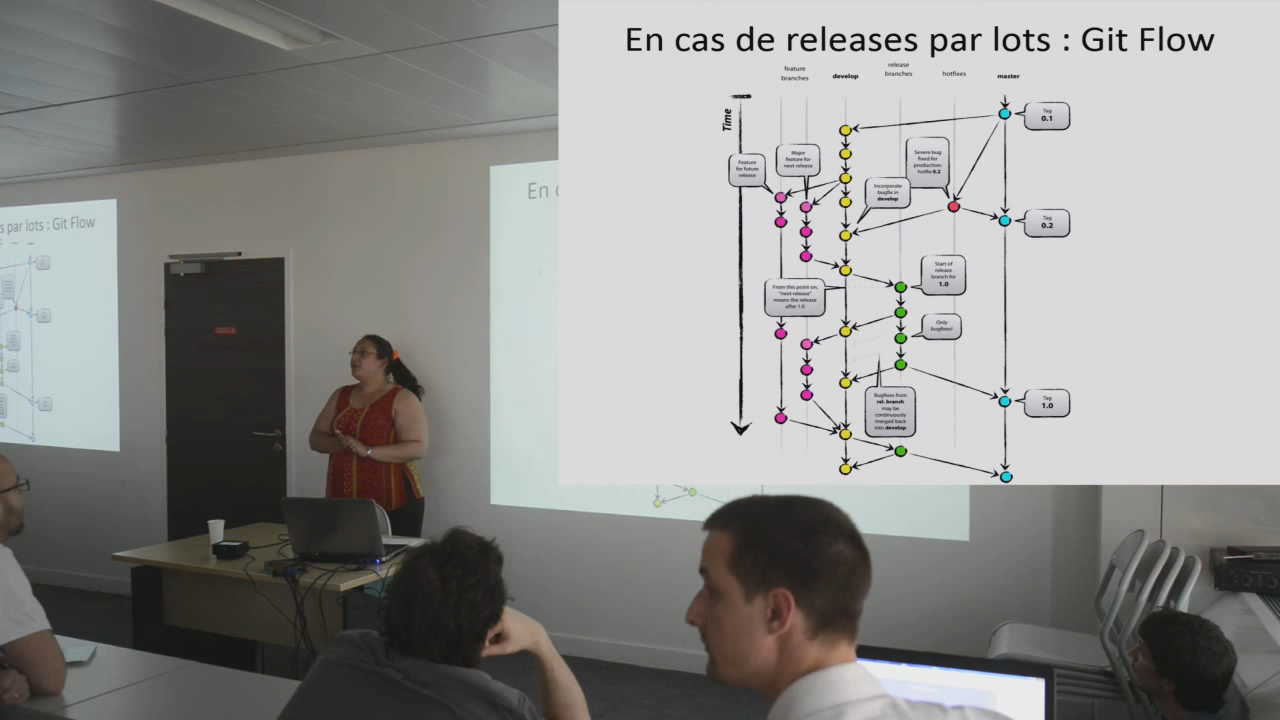 En cas de releases par lots : Git Flow
feature
branches
develop
release
branches
hotfixes
master
Time
Tag
0.1
Feature
for future
release
Major
feature for
next release
Severe bug
fixed for
production:
hotfix 0.2
Incorporate
bugfix in
develop
Tag
0.2
Start of
release
branch for
1.0
From this point on,
"next release"
means the release
after 1.0
Only
bugfixes!
Bugfixes from
rel. branch
may be
continuously
merged back
into develop
Tag
1.0
s par lots : Git Flow
En c